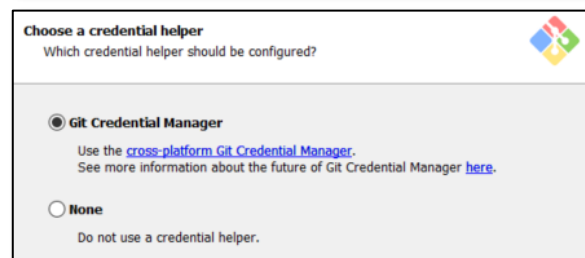 Choose a credential helper
Which credential helper should be configured?
Git Credential Manager
Use the cross-platform Git Credential Manager.
See more information about the future of Git Credential Manager here.
None
Do not use a credential helper.